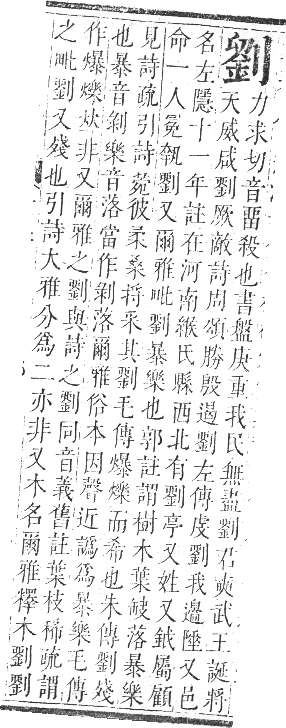 劉
力求切音畱殺也書盤庚重我民無盡劉君奭武王誕將
天威咸劉厥敵詩周頌勝殷遏劉左傳虔劉我邊陲又邑
名左隱十一年註在河南緱氏縣西北有劉亭又姓又鉞屬顧
命一人冕執劉又爾雅毗劉暴樂也郭註謂樹木葉缺落暴樂
見詩疏引詩菀彼柔桑捋采其劉毛傳爆爍而希也朱傳劉殘
也暴音剝樂音落當作剝落爾雅俗本因聲近譌爲暴樂毛傳
作爆爍𡘋非又爾雅之劉與詩之劉同音義舊註葉枝稀疏謂
之毗劉又殘也引詩大雅分爲二亦非又木名爾雅檡木劉劉